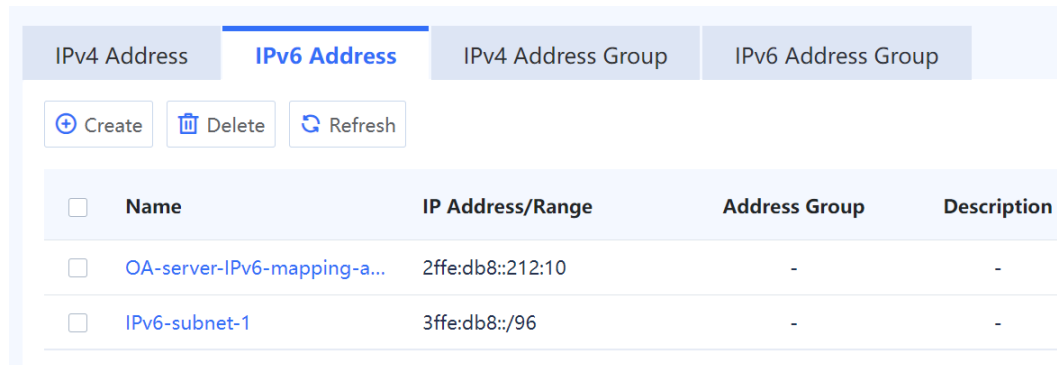 IPv4 Address IPv6 Address IPv4 Address Group IPv6 Address Group
Create Delete Refresh
Name IP Address/Range Address Group Description
OA-server-IPv6-mapping-a... 2ffe:db8::212:10 - -
IPv6-subnet-1 3ffe:db8::/96 - -